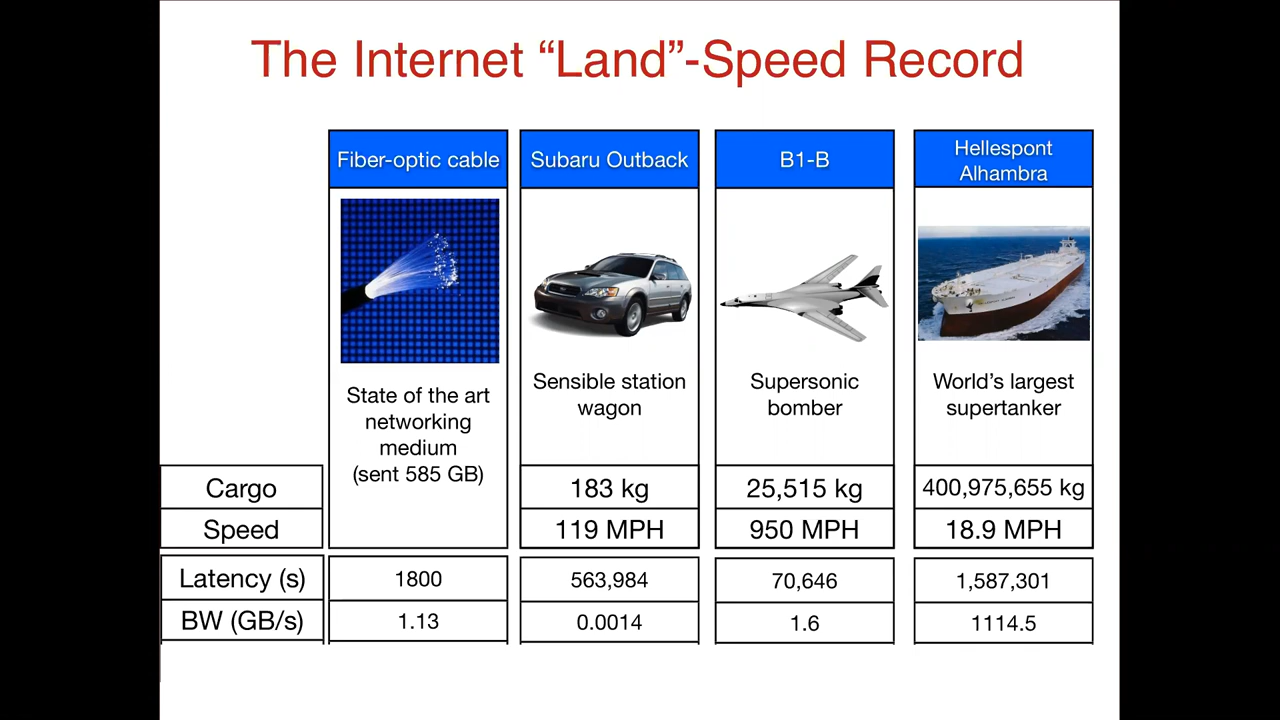 The Internet “Land”-Speed Record
Fiber-optic cable
Subaru Outback
B1-B
Hellespont
Alhambra
State of the art
networking
medium
(sent 585 GB)
Sensible station
wagon
Supersonic
bomber
World’s largest
supertanker
Cargo
183 kg
25,515 kg
400,975,655 kg
Speed
119 MPH
950 MPH
18.9 MPH
Latency (s)
1800
563,984
70,646
1,587,301
BW (GB/s)
1.13
0.0014
1.6
1114.5